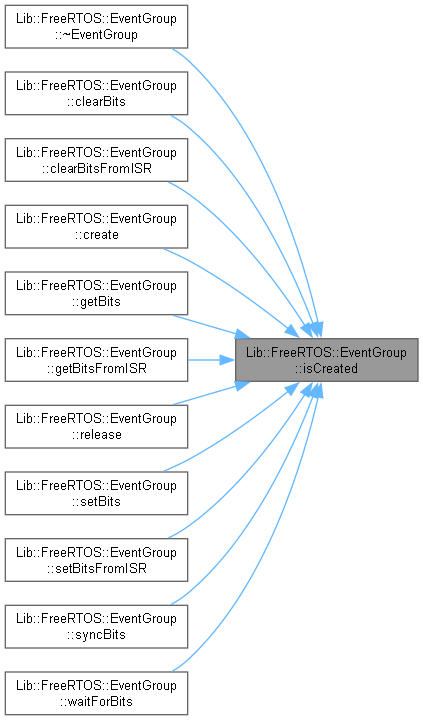 Lib::FreeRTOS::EventGroup
::~EventGroup
Lib::FreeRTOS::EventGroup
::clearBits
Lib::FreeRTOS::EventGroup
::clearBitsFromISR
Lib::FreeRTOS::EventGroup
::create
Lib::FreeRTOS::EventGroup
::getBits
Lib::FreeRTOS::EventGroup
::getBitsFromISR
Lib::FreeRTOS::EventGroup
::release
Lib::FreeRTOS::EventGroup
::setBits
Lib::FreeRTOS::EventGroup
::setBitsFromISR
Lib::FreeRTOS::EventGroup
::syncBits
Lib::FreeRTOS::EventGroup
::waitForBits
Lib::FreeRTOS::EventGroup
::isCreated